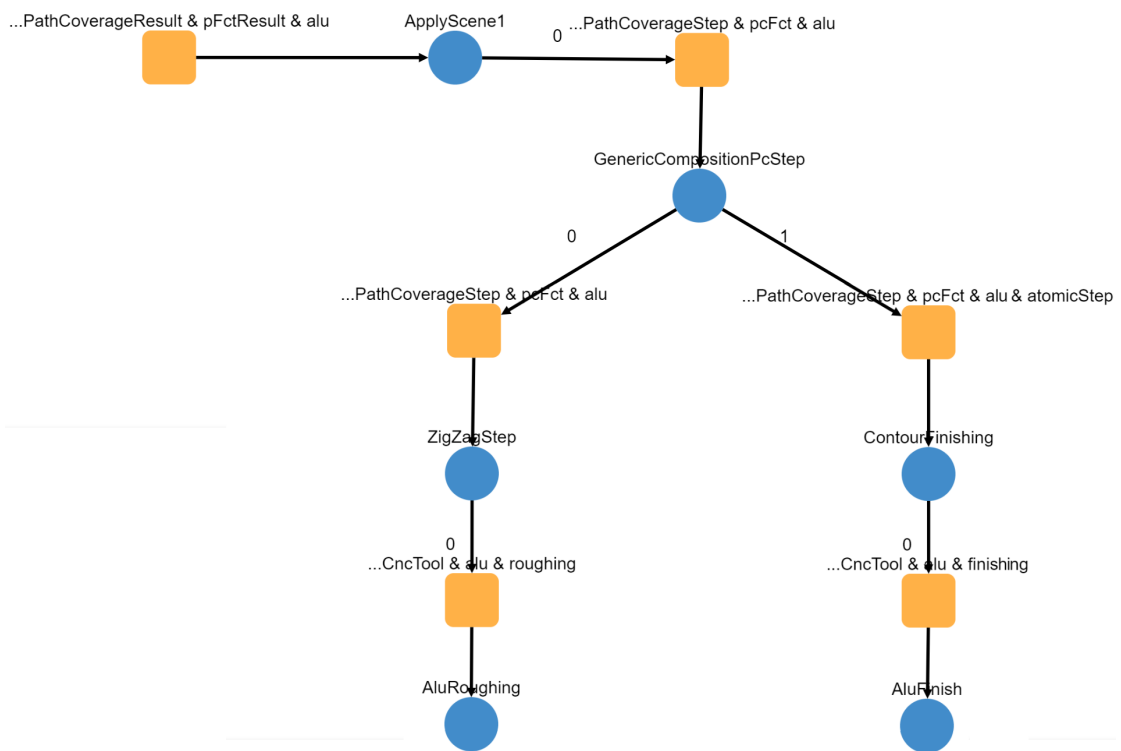 ...PathCoverageResult & pFctResult & alu
ApplyScene1
...PathCoverageStep & pcFct & alu
0
GenericCompositionPcStep
0
1
...PathCoverageStep & pcFct & alu
...PathCoverageStep & pcFct & alu & atomicStep
ZigZagStep
ContourFinishing
0
0
...CncTool & alu & roughing
...CncTool & alu & finishing
AluRoughing
AluFinish